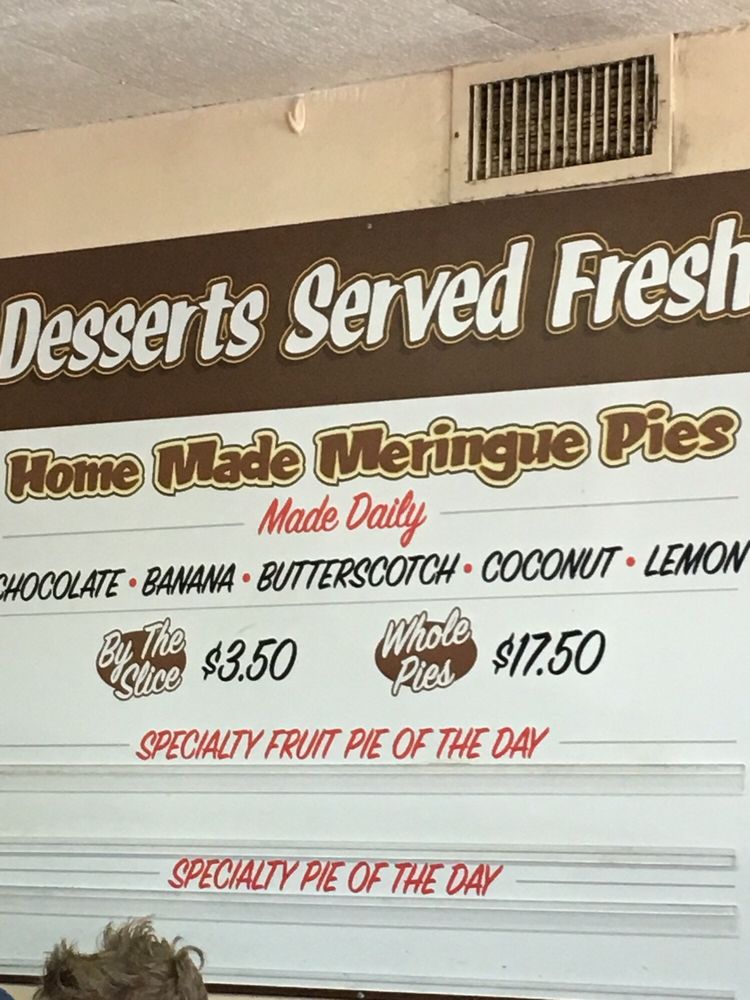 Desserts Served Fresh
Home Made Meringue Pies
Made Daily
CHOCOLATE • BANANA • BUTTERSCOTCH • COCONUT • LEMON
By The Slice $3.50 Whole Pies $17.50
SPECIALTY FRUIT PIE OF THE DAY
SPECIALTY PIE OF THE DAY